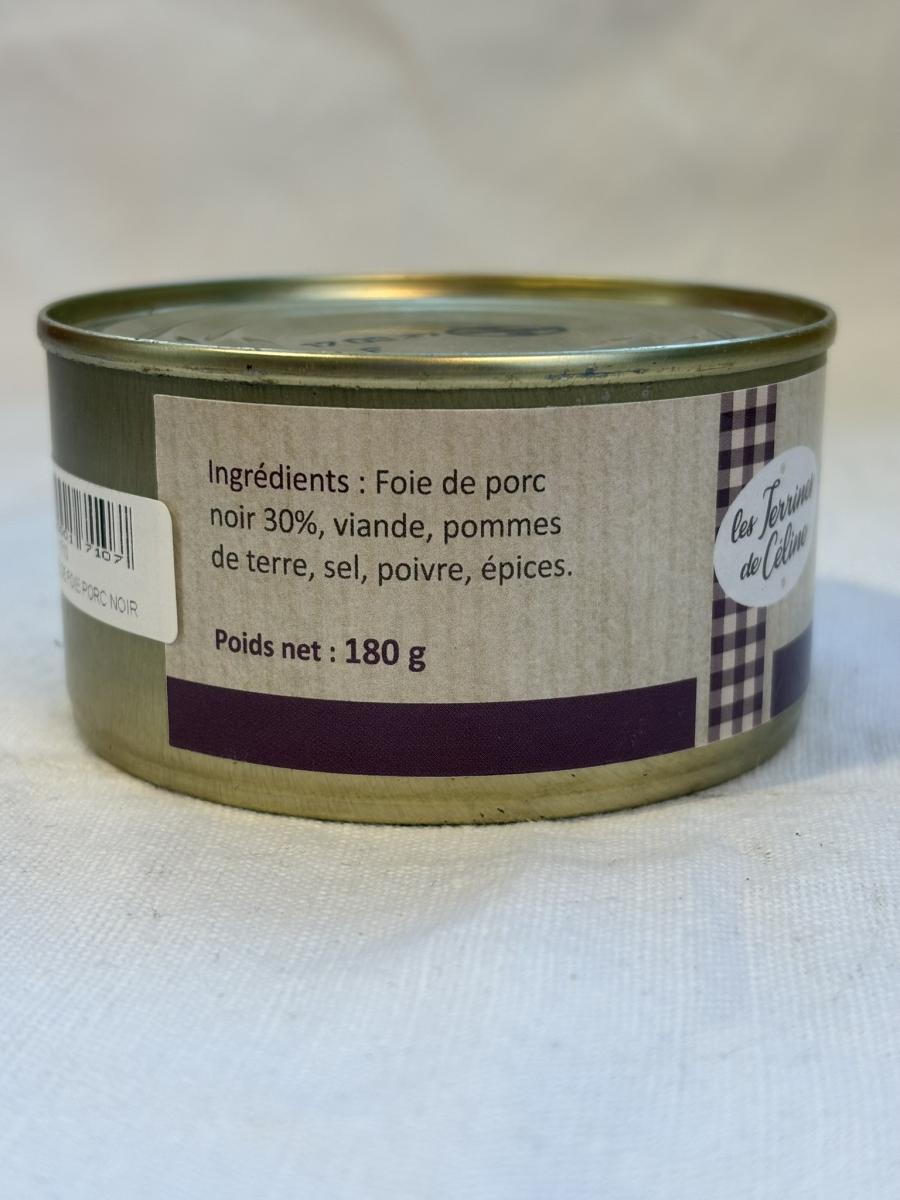 Ingrédients : Foie de porc
noir 30%, viande, pommes
de terre, sel, poivre, épices.
Poids net : 180 g
les Terrines
de Céline
7107
FOIE PORC NOIR